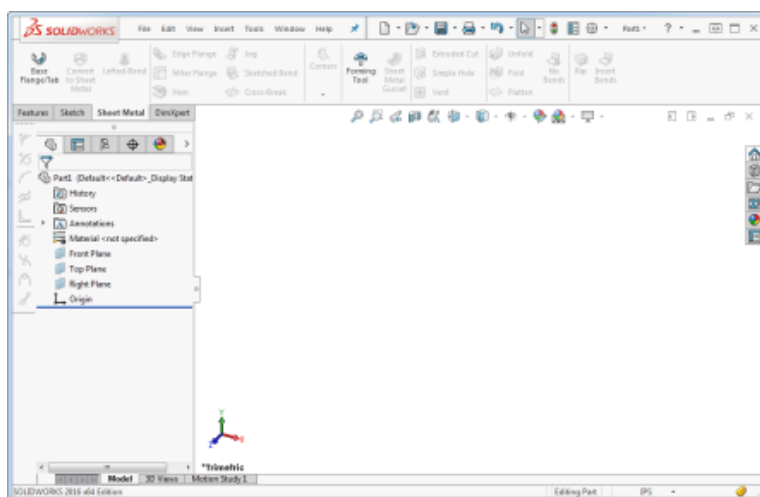 SOLIDWORKS File Edit View Insert Tools Window Help Part1 * ?
Base Flange/Tab
Convert to Sheet Metal
Lofted-Bend
Edge Flange
Miter Flange
Hem
Jog
Sketched Bend
Cross-Break
Corners
Forming Tool
Sheet Metal Gusset
Extruded Cut
Simple Hole
Vent
Unfold
Fold
Flatten
No Bends
Rip
Insert Bends
Features Sketch Sheet Metal DimXpert
Part1 (Default<<Default>_Display Stat
History
Sensors
Annotations
Material <not specified>
Front Plane
Top Plane
Right Plane
Origin
*Trimetric
Model 3D Views Motion Study 1
SOLIDWORKS 2016 x64 Edition Editing Part IPS